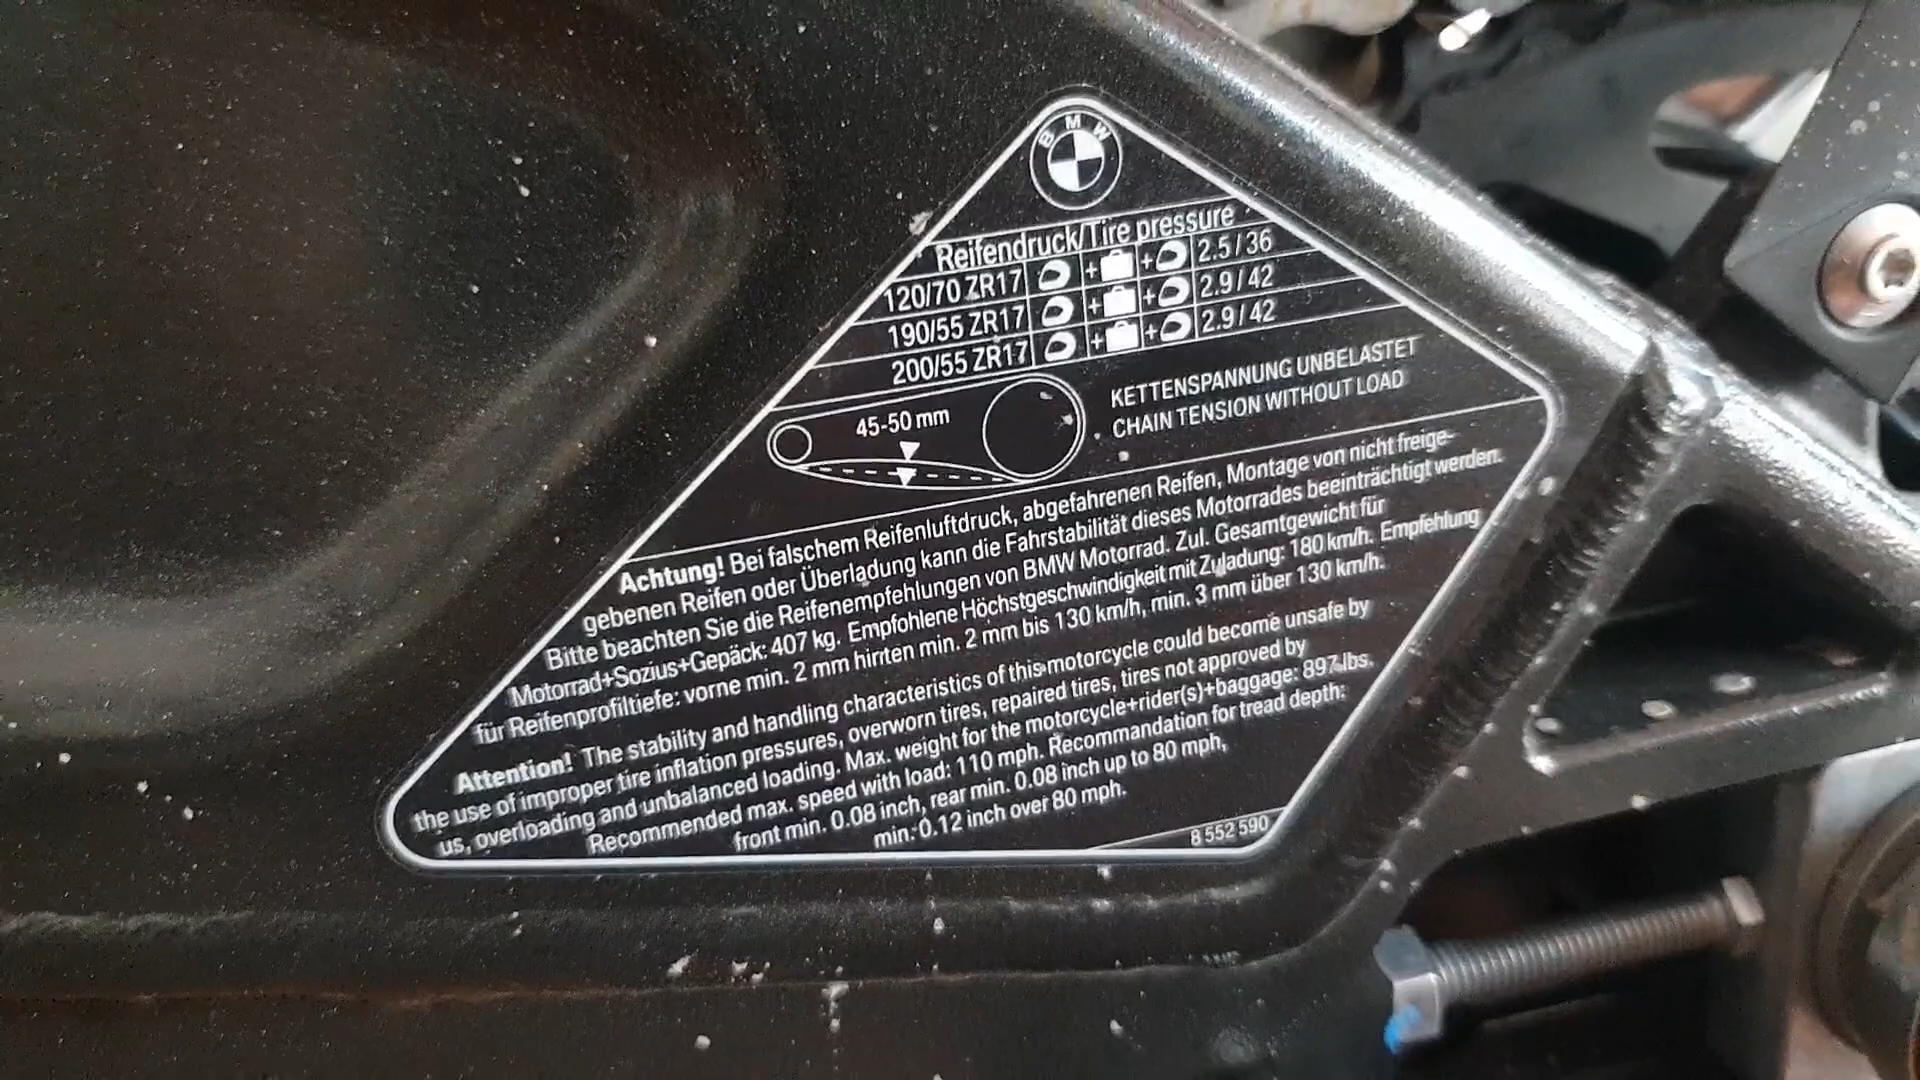 BMW
Reifendruck/Tire pressure
120/70 ZR17 + + 2.5/36
190/55 ZR17 + + 2.9/42
200/55 ZR17 + + 2.9/42
45-50 mm
KETTENSPANNUNG UNBELASTET
CHAIN TENSION WITHOUT LOAD
Achtung! Bei falschem Reifenluftdruck, abgefahrenen Reifen, Montage von nicht freige-
gebenen Reifen oder Überladung kann die Fahrstabilität dieses Motorrades beeinträchtigt werden.
Bitte beachten Sie die Reifenempfehlungen von BMW Motorrad. Zul. Gesamtgewicht für
Motorrad+Sozius+Gepäck: 407 kg. Empfohlene Höchstgeschwindigkeit mit Zuladung: 180 km/h. Empfehlung
für Reifenprofiltiefe: vorne min. 2 mm hinten min. 2 mm bis 130 km/h, min. 3 mm über 130 km/h.
Attention! The stability and handling characteristics of this motorcycle could become unsafe by
the use of improper tire inflation pressures, overworn tires, repaired tires, tires not approved by
us, overloading and unbalanced loading. Max. weight for the motorcycle+rider(s)+baggage: 897 lbs.
Recommended max. speed with load: 110 mph. Recommandation for tread depth:
front min. 0.08 inch, rear min. 0.08 inch up to 80 mph,
min. 0.12 inch over 80 mph.
8 552 590